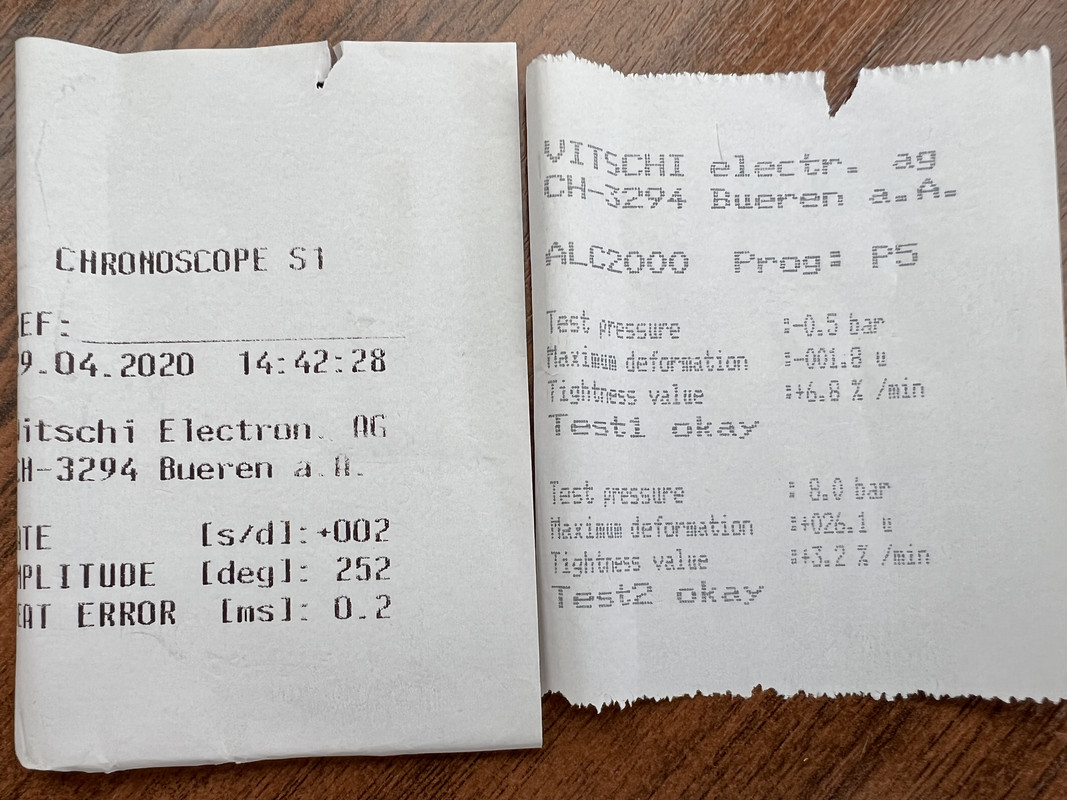 CHRONOSCOPE S1
EF:
9.04.2020 14:42:28
itschi Electron. AG
CH-3294 Bueren a.A.
ATE [s/d]:+002
MPLITUDE [deg]: 252
EAT ERROR [ms]: 0.2
VITSCHI electr. ag
CH-3294 Bueren a.A.
ALC2000 Prog: P5
Test pressure :-0.5 bar
Maximum deformation :-001.8 u
Tightness value :+6.8 % /min
Test1 okay
Test pressure : 8.0 bar
Maximum deformation :+026.1 u
Tightness value :+3.2 % /min
Test2 okay